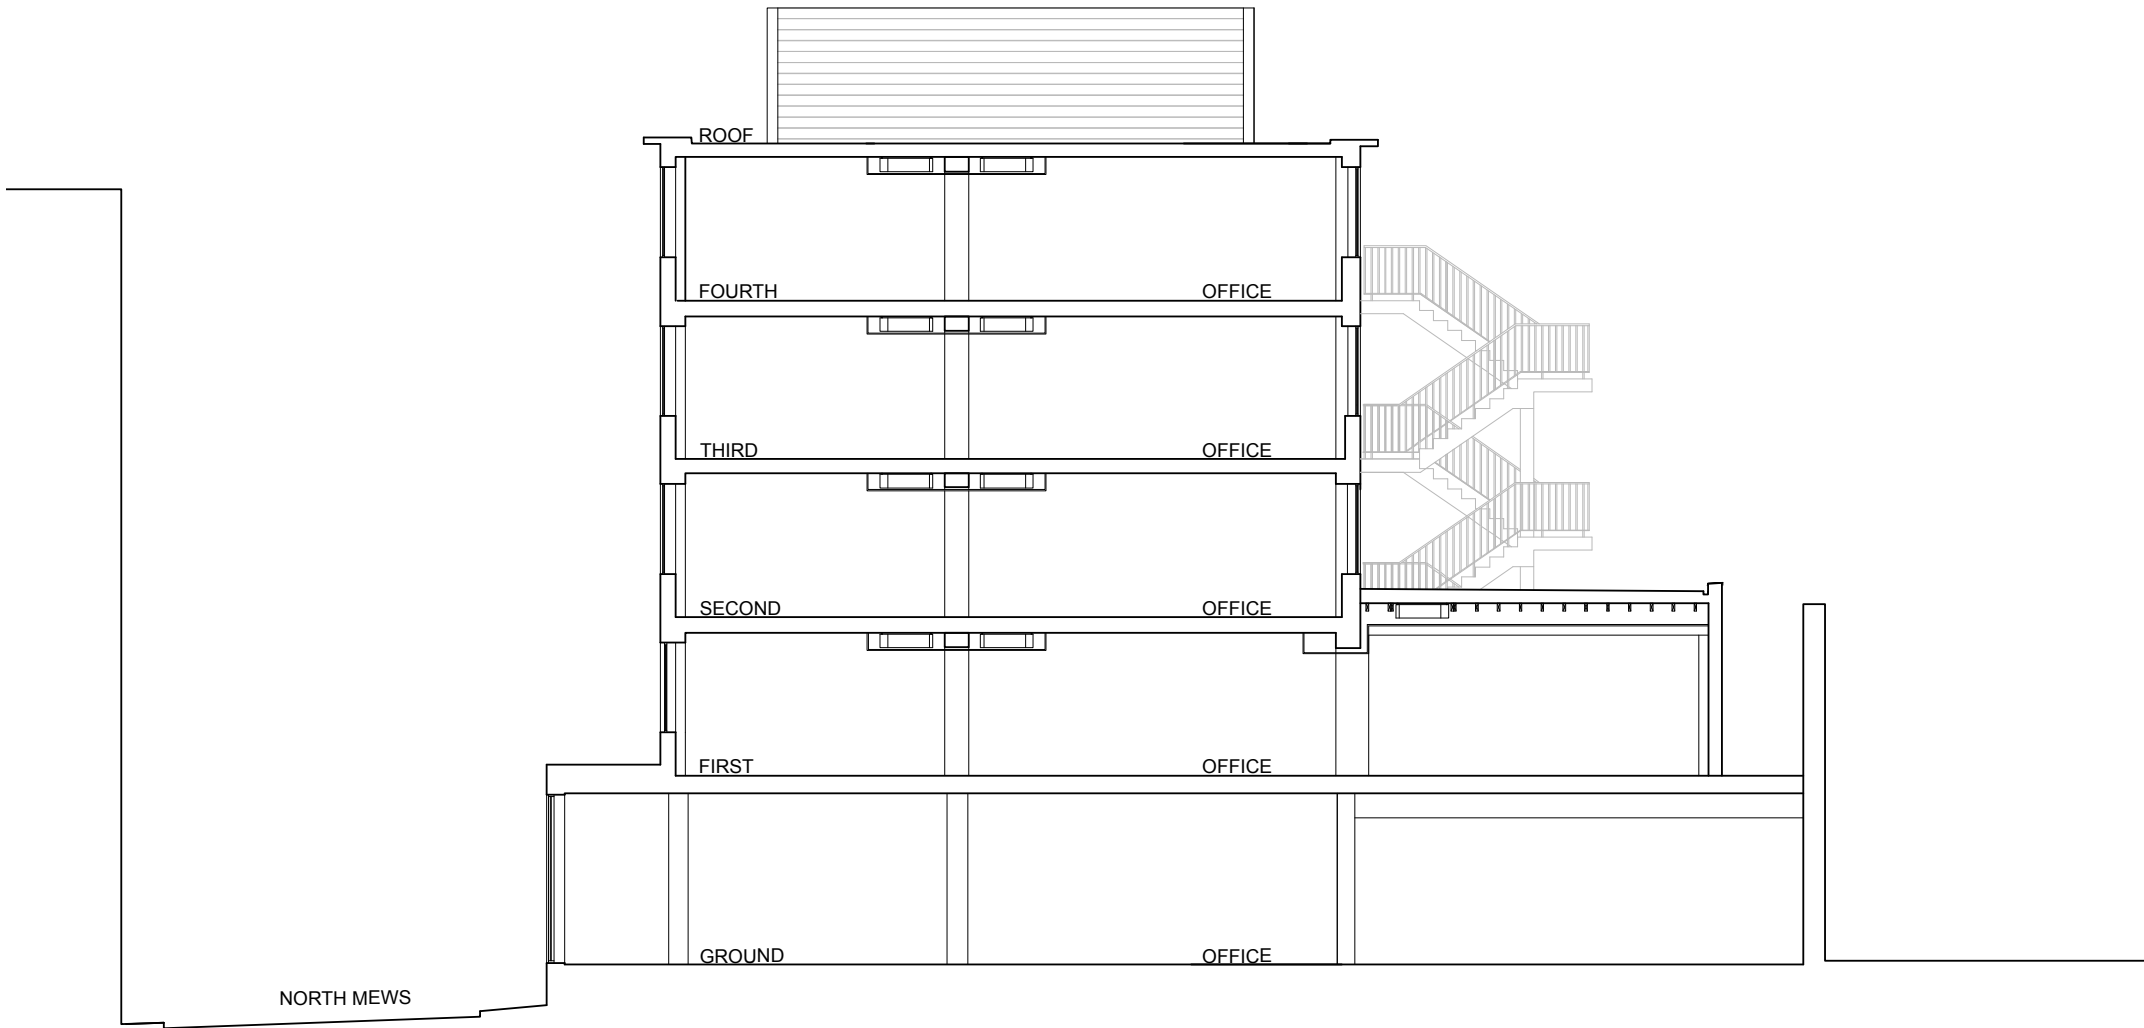 ROOF
FOURTH OFFICE
THIRD OFFICE
SECOND OFFICE
FIRST OFFICE
GROUND OFFICE
NORTH MEWS